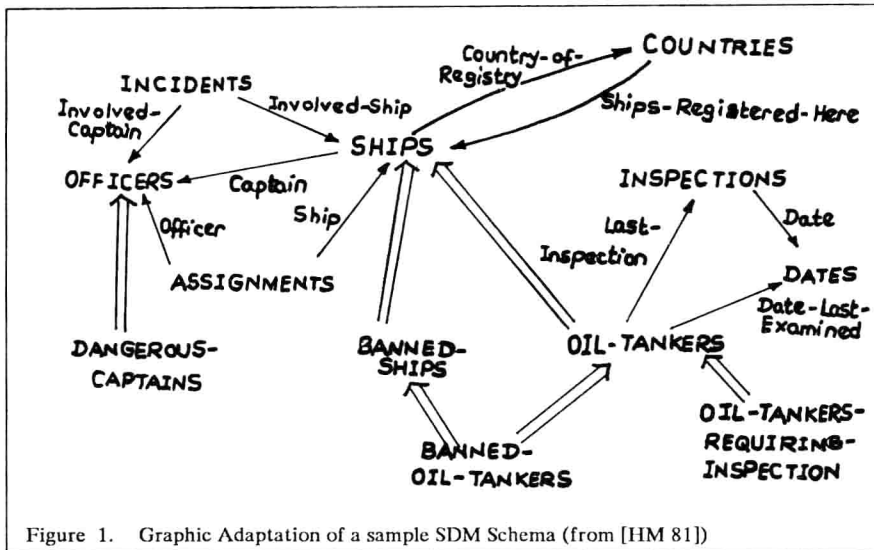 COUNTRIES
Country-of-
Registry
INCIDENTS
Involved-
Captain
Involved-Ship
Ships-Registered-Here
SHIPS
OFFICERS
Captain
INSPECTIONS
Ship
Officer
Last-
Inspection
Date
ASSIGNMENTS
DATES
Date-Last-
Examined
DANGEROUS-
CAPTAINS
BANNED-
SHIPS
OIL-TANKERS
OIL-TANKERS-
REQUIRING-
INSPECTION
BANNED-
OIL-TANKERS
Figure 1. Graphic Adaptation of a sample SDM Schema (from [HM 81])